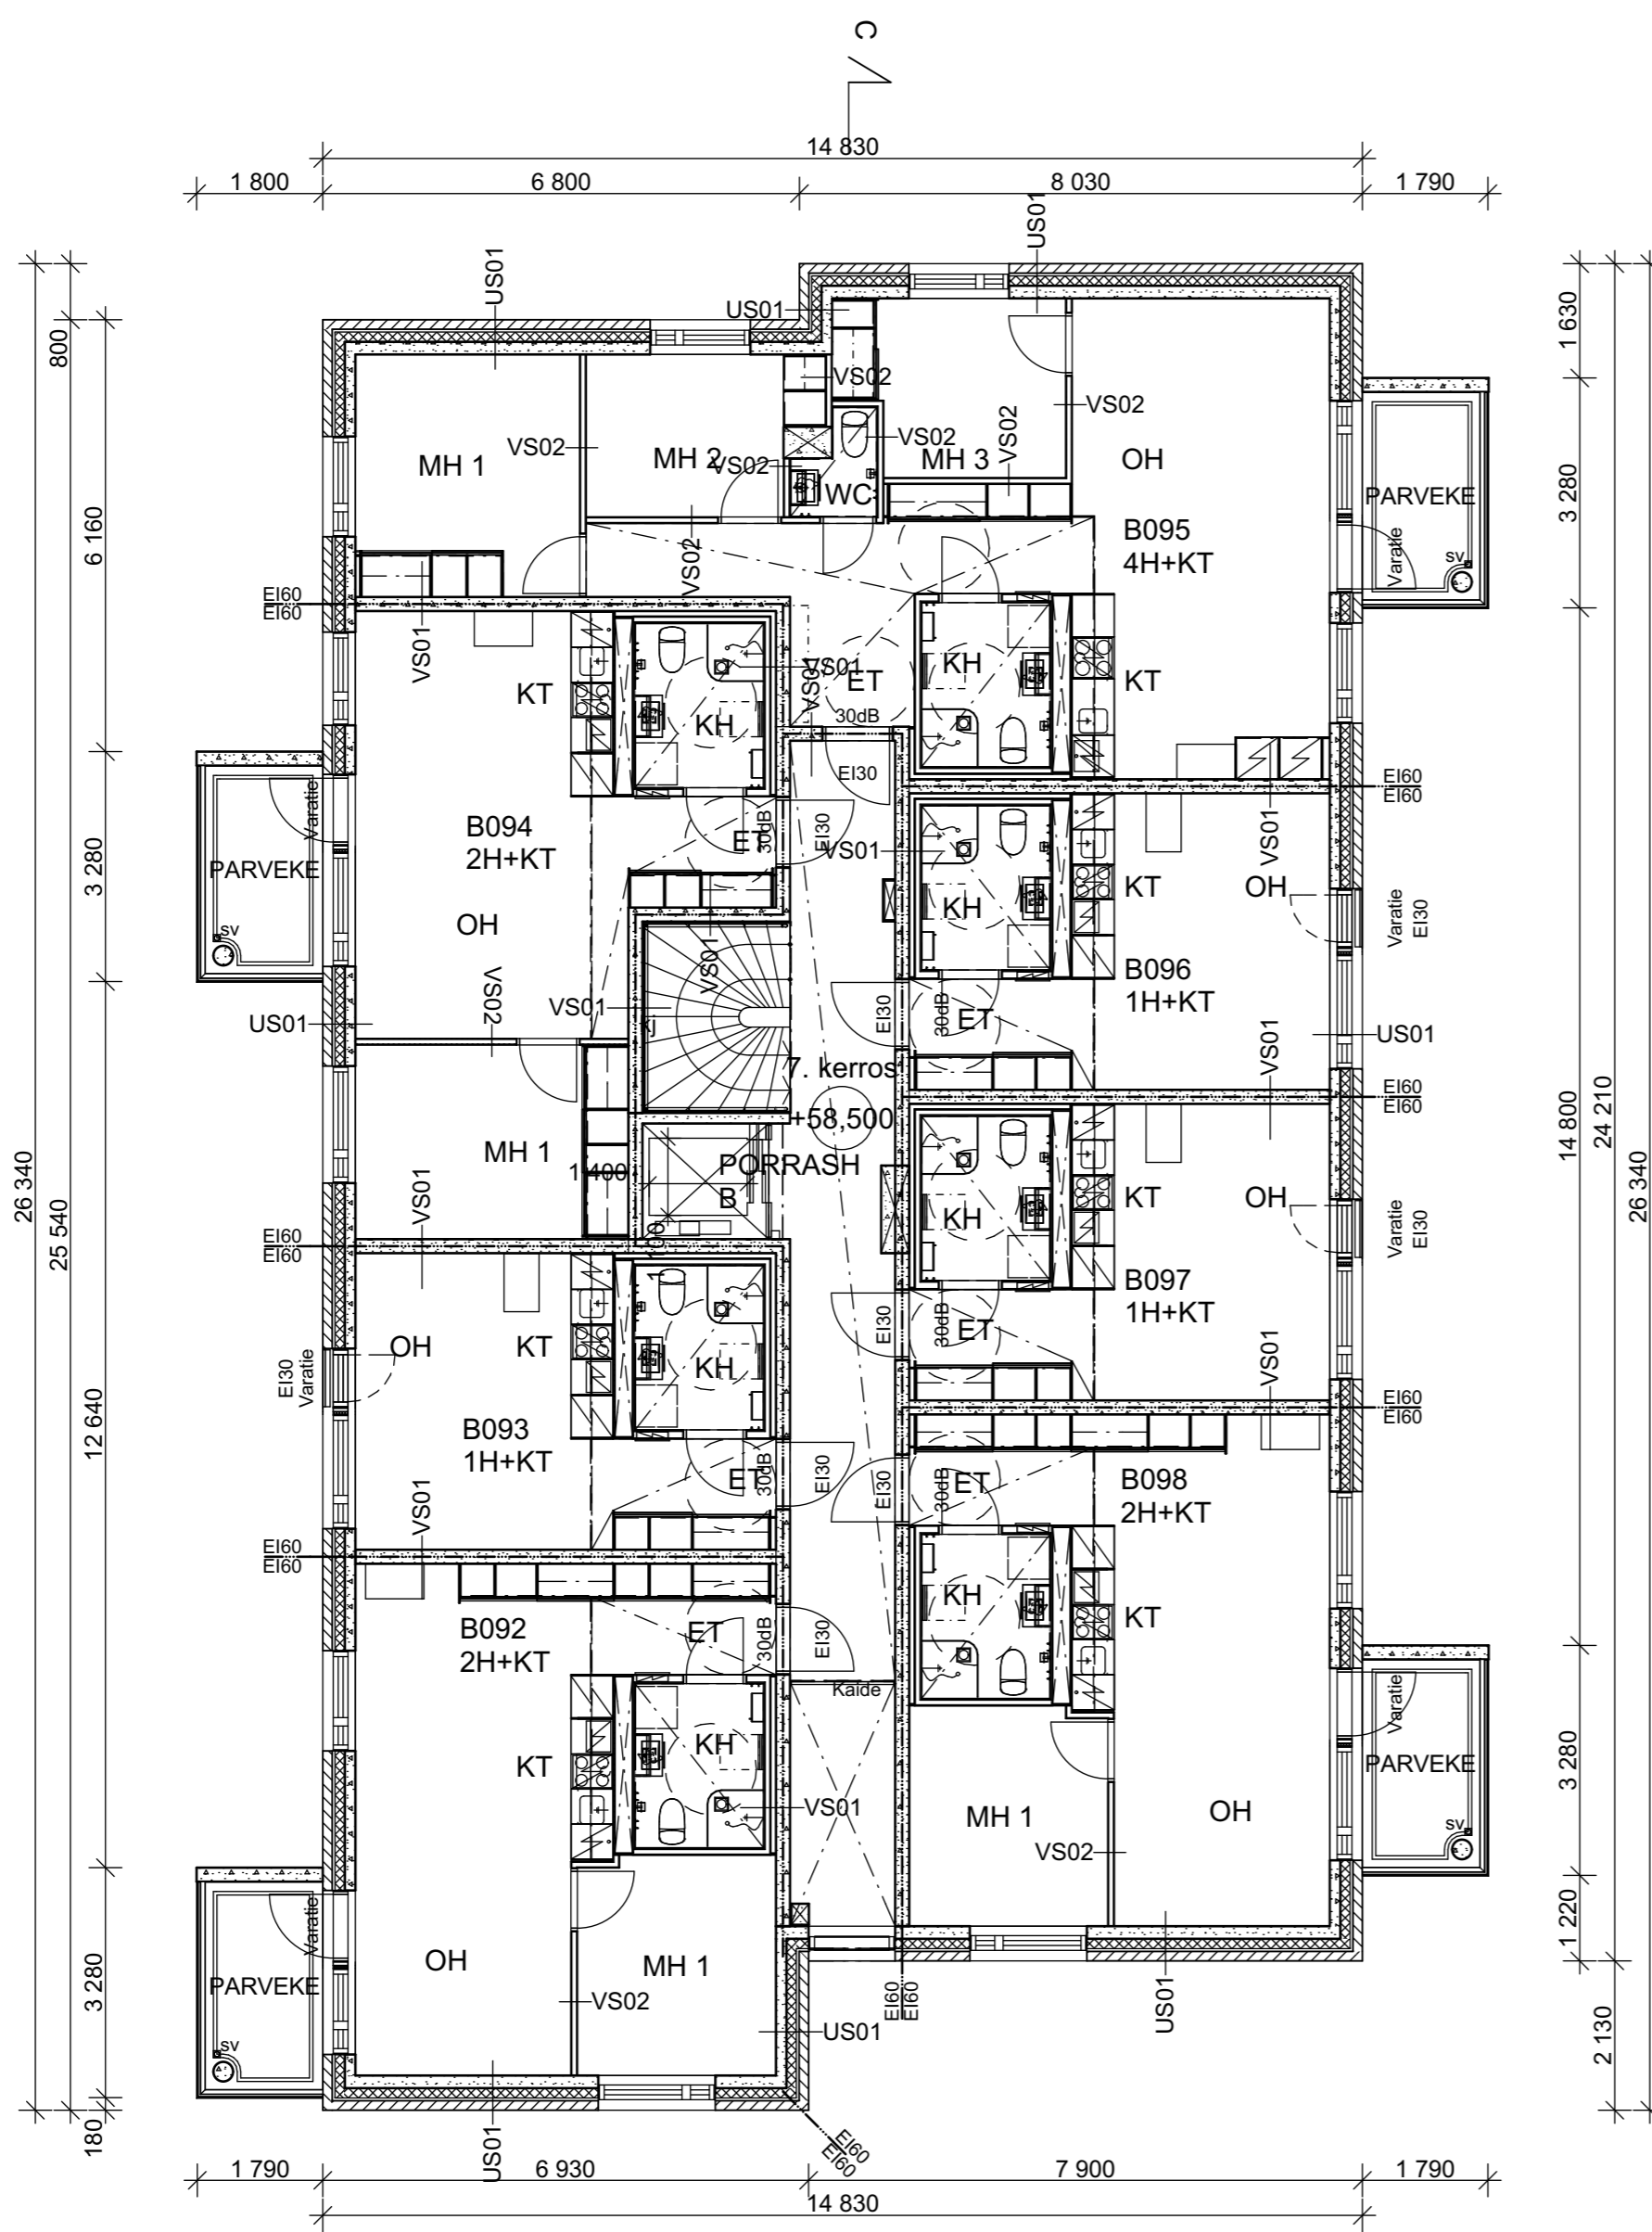 C
14 830
1 800
6 800
8 030
1 790
US01
US01
US01
800
1 630
VS02
VS02
VS02
VS02
VS02
VS02
MH 1
MH 2
MH 3
OH
WC
PARVEKE
3 280
6 160
B095
4H+KT
Varatie
sv
VS02
EI60
EI60
VS01
VS01
VS01
KT
KH
ET
KH
KT
30dB
EI30
EI60
EI60
Varatie
B094
2H+KT
ET
30dB
EI30
VS01
VS01
PARVEKE
3 280
KT
OH
KH
Varatie
EI30
OH
sv
VS01
VS02
VS01
B096
1H+KT
US01
kj
EI30
30dB
ET
VS01
US01
7. kerros
EI60
EI60
+58,500
14 800
24 210
26 340
26 340
25 540
MH 1
1 400
PORRASH
B
VS01
KT
OH
KH
Varatie
EI30
EI60
EI60
1 100
B097
1H+KT
EI30
Varatie
OH
KT
KH
EI30
30dB
ET
VS01
12 640
EI60
EI60
B093
1H+KT
VS01
ET
30dB
EI30
EI30
30dB
ET
B098
2H+KT
EI60
EI60
KH
KT
B092
2H+KT
ET
30dB
EI30
Kaide
Varatie
KT
KH
VS01
MH 1
OH
PARVEKE
3 280
VS02
sv
Varatie
1 220
OH
MH 1
PARVEKE
3 280
VS02
EI60
EI60
US01
US01
sv
2 130
180
US01
EI60
EI60
1 790
6 930
7 900
1 790
14 830